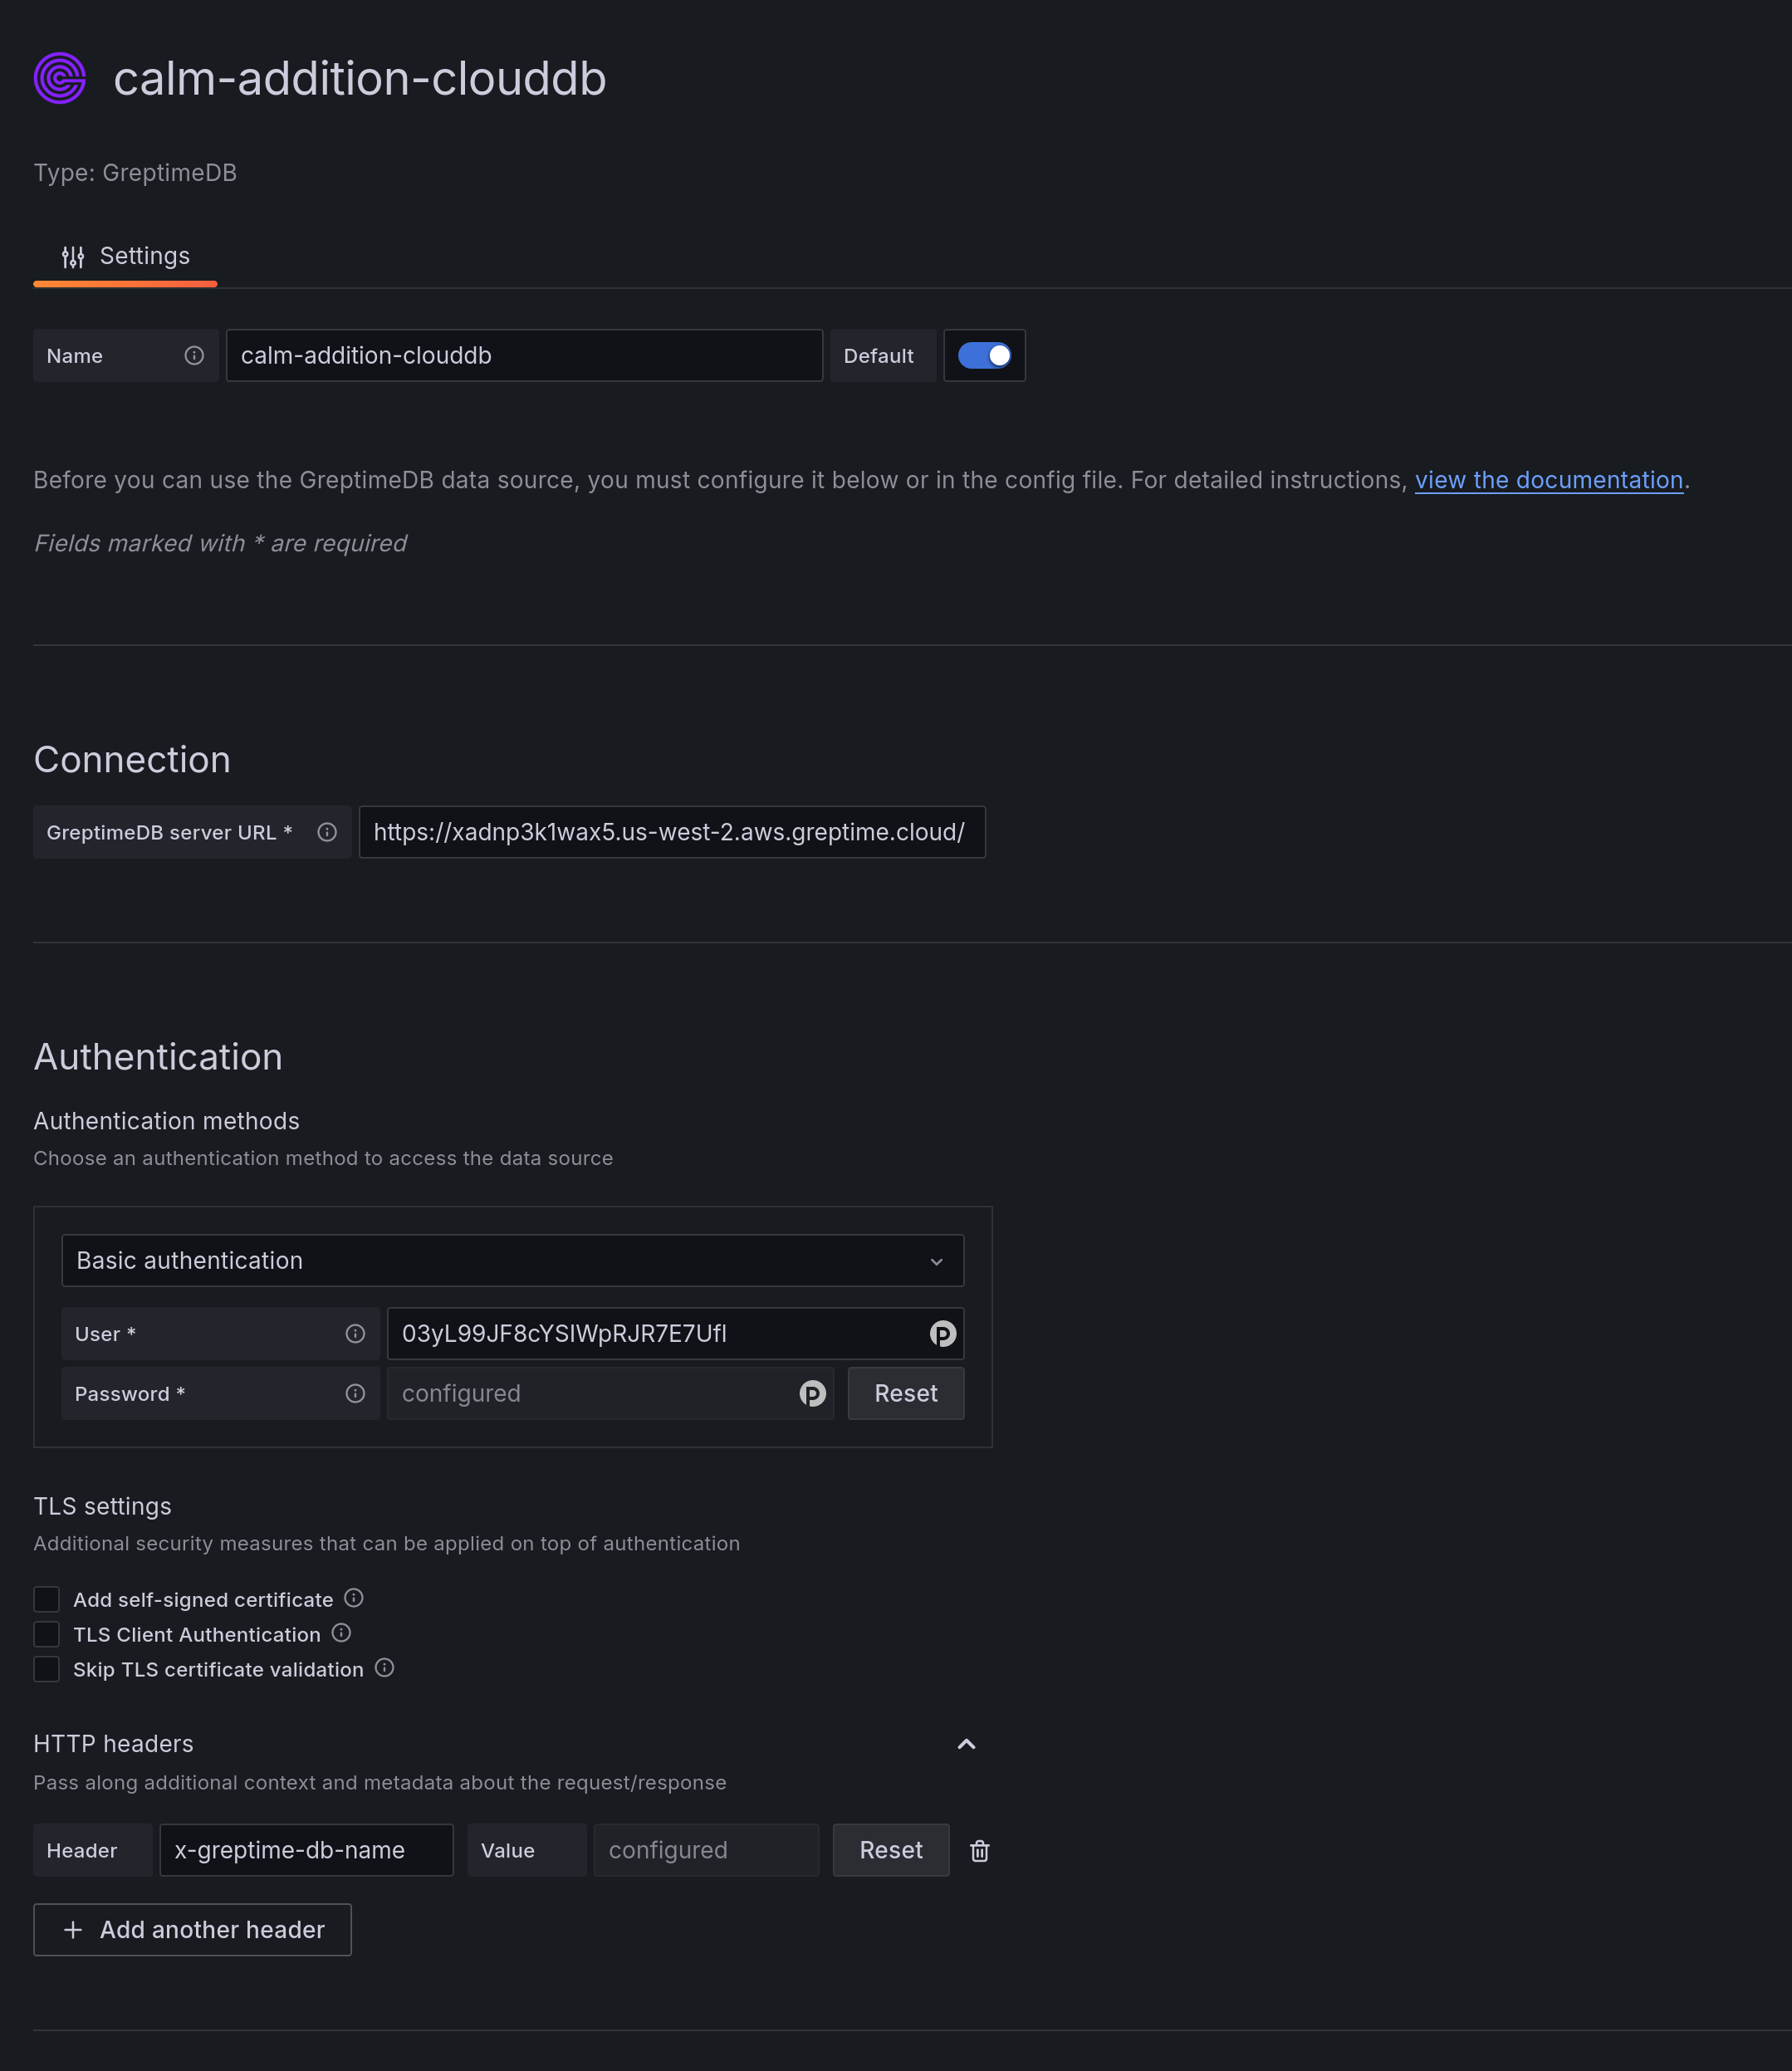 calm-addition-clouddb
Type: GreptimeDB
Settings
Name calm-addition-clouddb Default
Before you can use the GreptimeDB data source, you must configure it below or in the config file. For detailed instructions, view the documentation.
Fields marked with * are required
Connection
GreptimeDB server URL * https://xadnp3k1wax5.us-west-2.aws.greptime.cloud/
Authentication
Authentication methods
Choose an authentication method to access the data source
Basic authentication
User * 03yL99JF8cYSIWpRJR7E7UfI
Password * configured Reset
TLS settings
Additional security measures that can be applied on top of authentication
Add self-signed certificate
TLS Client Authentication
Skip TLS certificate validation
HTTP headers
Pass along additional context and metadata about the request/response
Header x-greptime-db-name Value configured Reset
Add another header